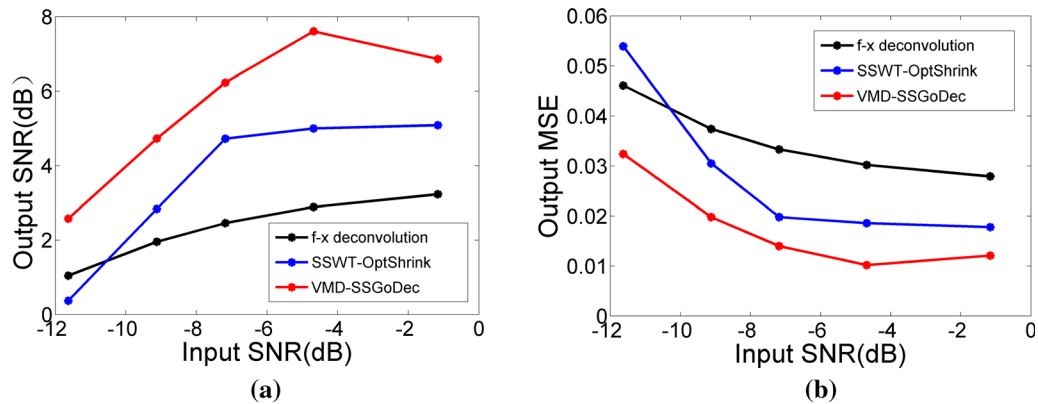 8
6
4
2
0
Output SNR(dB)
f-x deconvolution
SSWT-OptShrink
VMD-SSGoDec
-12 -10 -8 -6 -4 -2 0
Input SNR(dB)
(a)
0.06
0.05
0.04
0.03
0.02
0.01
0
Output MSE
f-x deconvolution
SSWT-OptShrink
VMD-SSGoDec
-12 -10 -8 -6 -4 -2 0
Input SNR(dB)
(b)